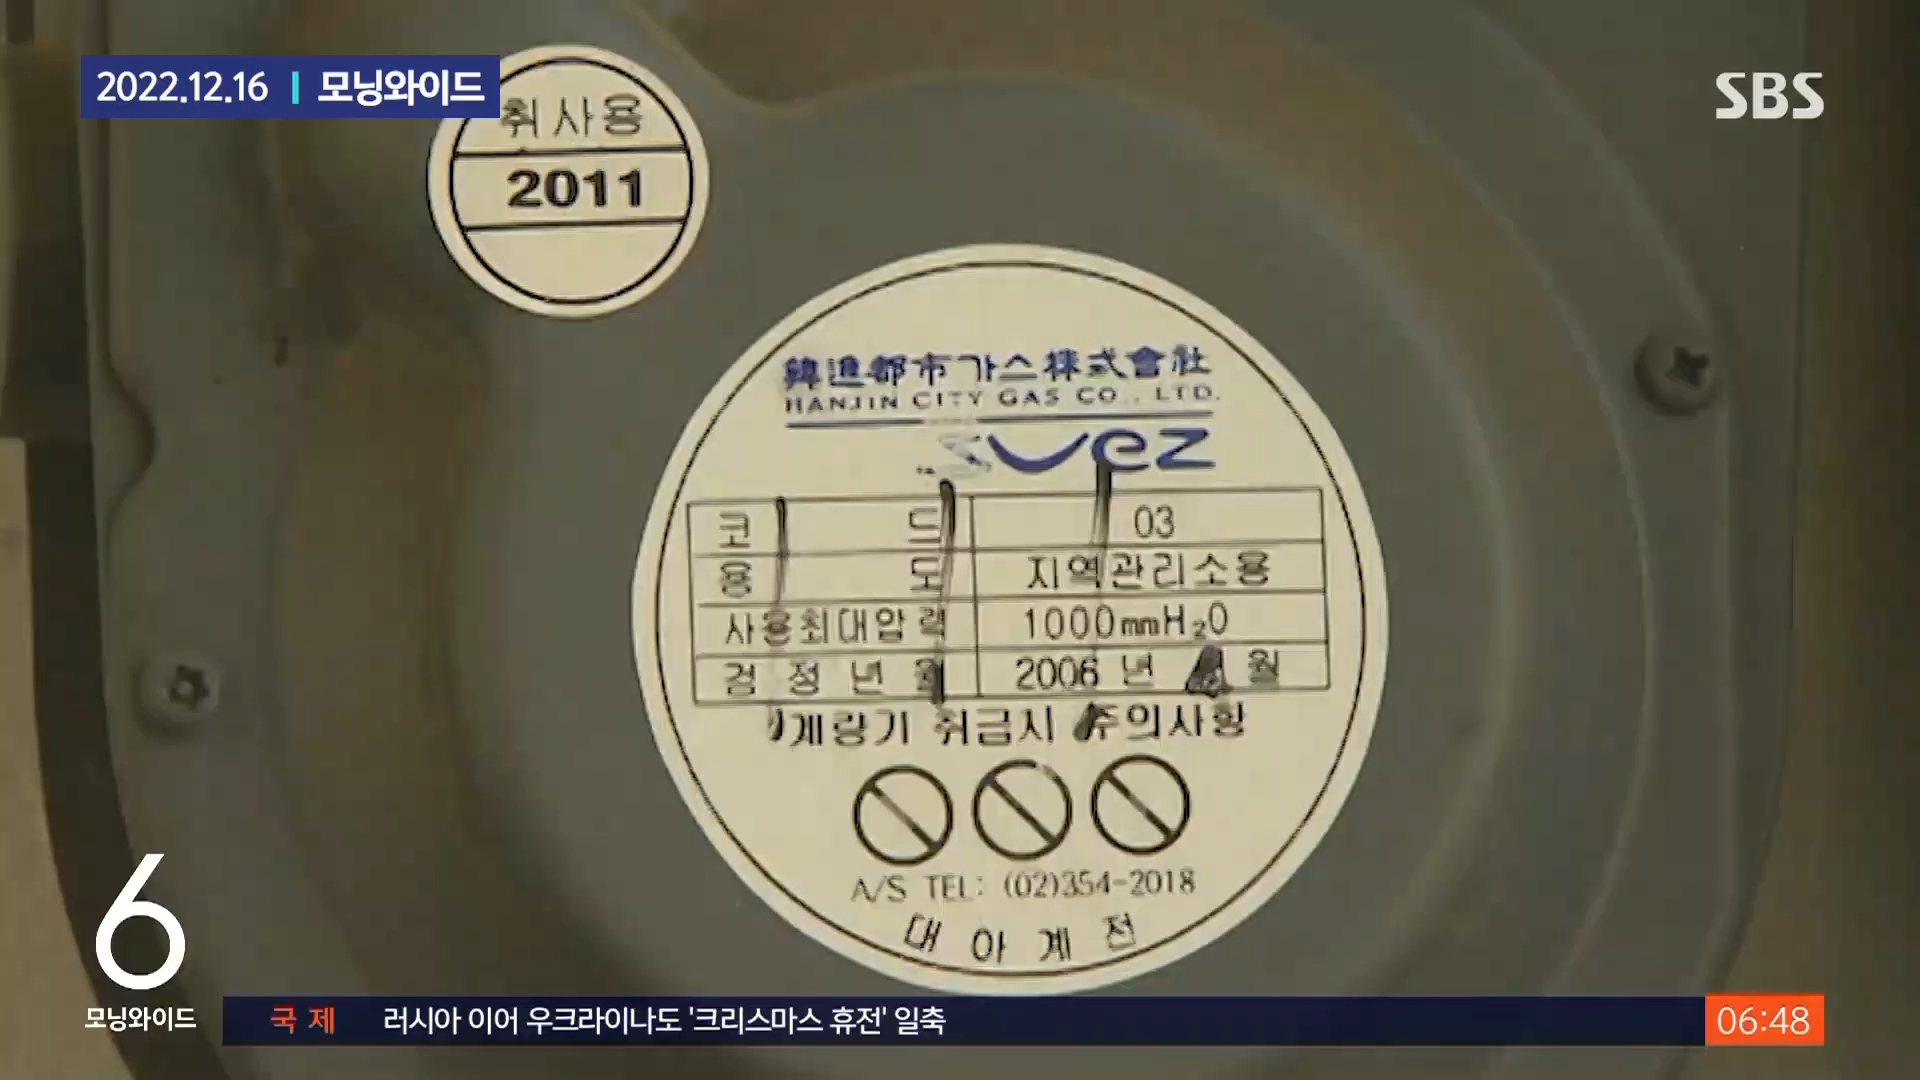 2022.12.16 | 모닝와이드
SBS
취사용
2011
韓進都市가스株式會社
HANJIN CITY GAS CO., LTD.
suez
코 드 03
용 도 지역관리소용
사용최대압력 1000mmH₂O
검 정 년 월 2006 년 월
계량기 취급시 주의사항
A/S TEL: (02)354-2018
대아계전
6
모닝와이드
국 제 러시아 이어 우크라이나도 '크리스마스 휴전' 일축 06:48